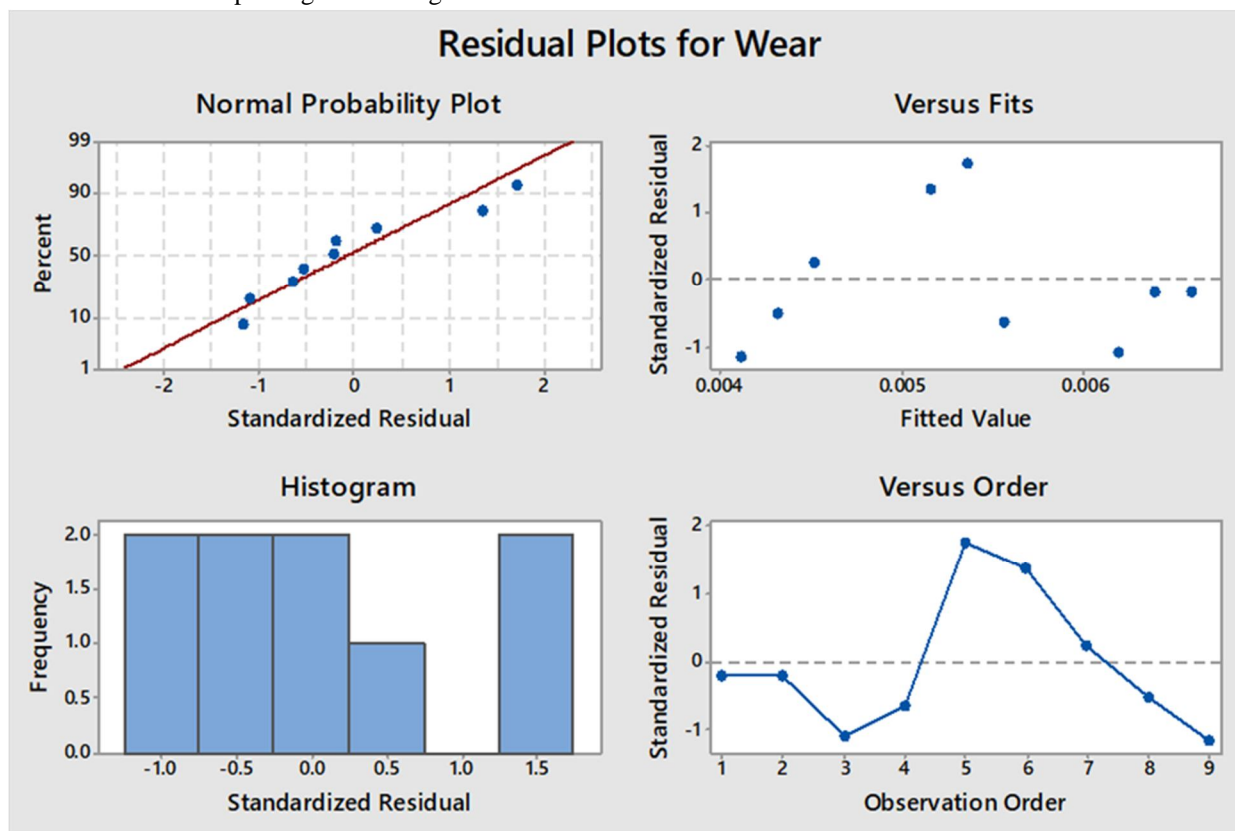 Residual Plots for Wear
Normal Probability Plot
99
90
50
10
1
Percent
-2 -1 0 1 2
Standardized Residual
Versus Fits
2
1
0
-1
Standardized Residual
0.004 0.005 0.006
Fitted Value
Histogram
2.0
1.5
1.0
0.5
0.0
Frequency
-1.0 -0.5 0.0 0.5 1.0 1.5
Standardized Residual
Versus Order
2
1
0
-1
Standardized Residual
1 2 3 4 5 6 7 8 9
Observation Order